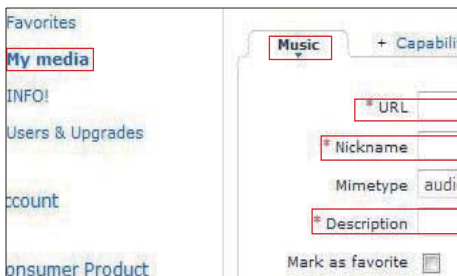 Favorites
My media
INFO!
Users & Upgrades
ccount
onsumer Product
Music + Capabili
* URL
* Nickname
Mimetype audi
* Description
Mark as favorite